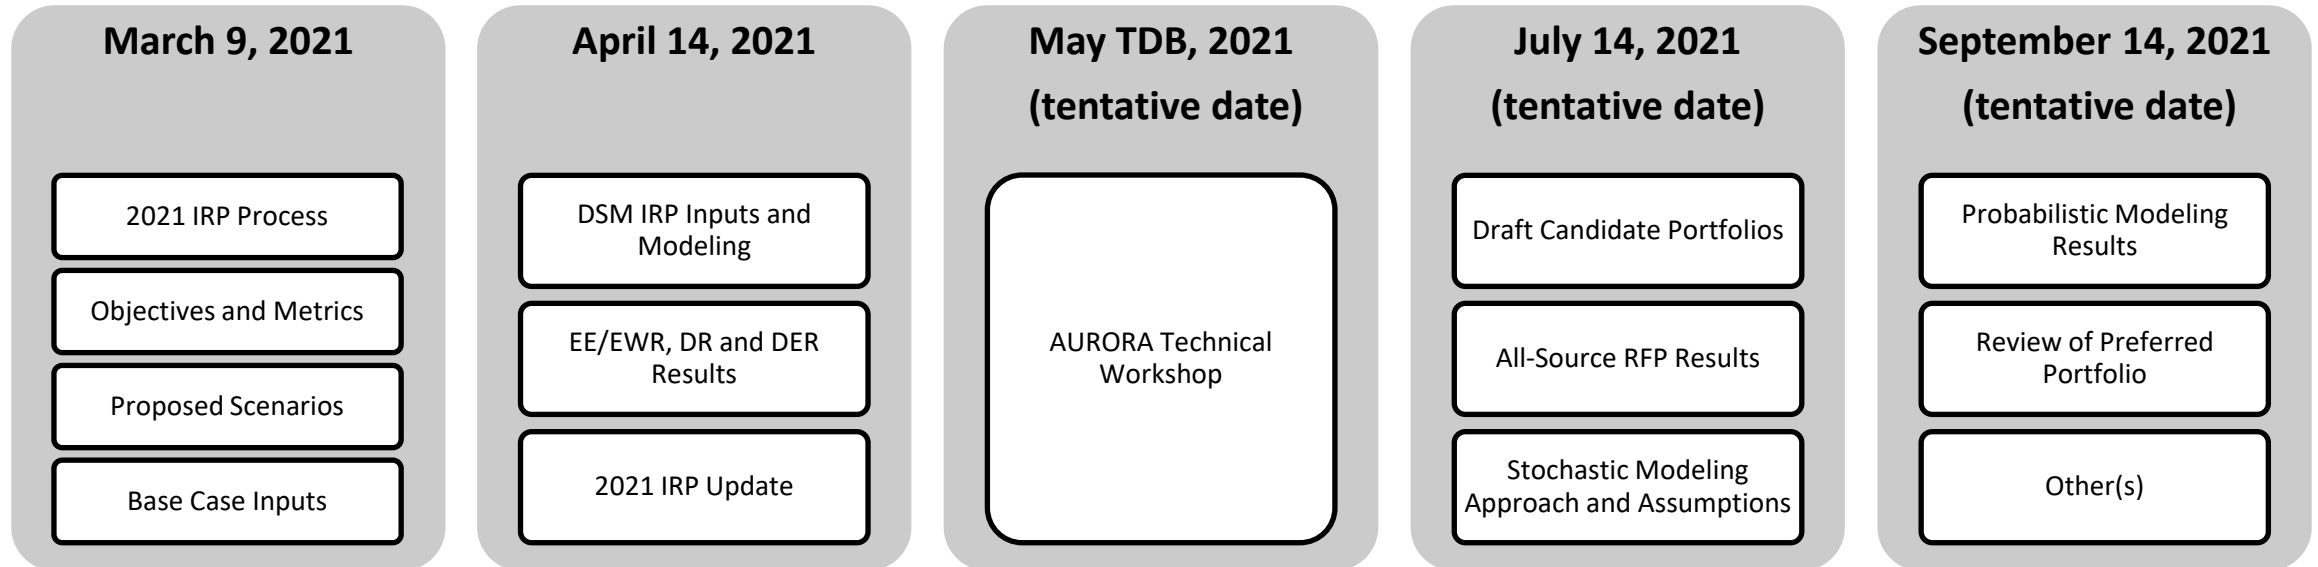 March 9, 2021
2021 IRP Process
Objectives and Metrics
Proposed Scenarios
Base Case Inputs
April 14, 2021
DSM IRP Inputs and
Modeling
EE/EWR, DR and DER
Results
2021 IRP Update
May TDB, 2021
(tentative date)
AURORA Technical
Workshop
July 14, 2021
(tentative date)
Draft Candidate Portfolios
All-Source RFP Results
Stochastic Modeling
Approach and Assumptions
September 14, 2021
(tentative date)
Probabilistic Modeling
Results
Review of Preferred
Portfolio
Other(s)